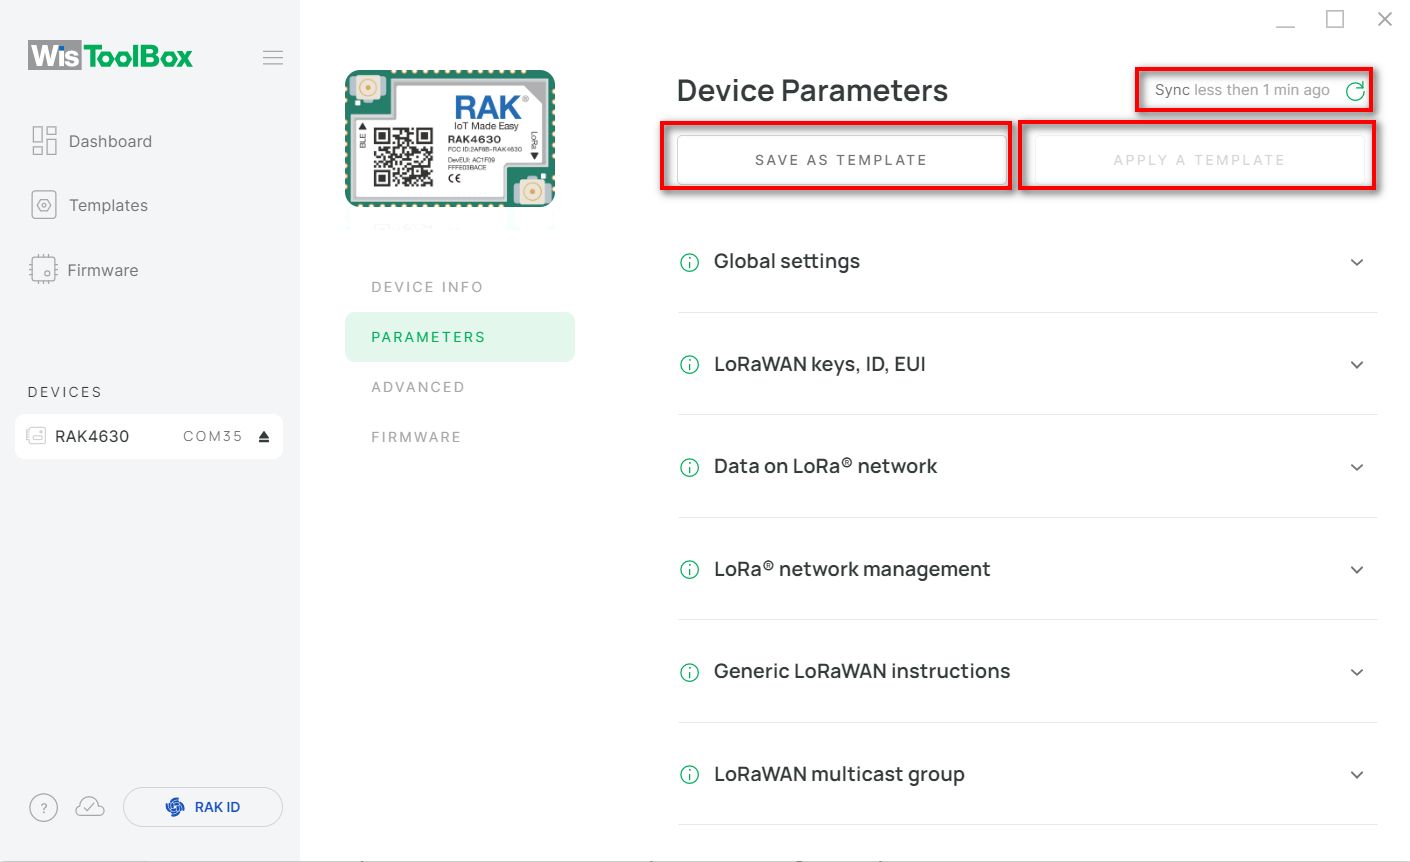 WisToolBox
Dashboard
Templates
Firmware
DEVICES
RAK4630 COM35
?
RAK ID
RAK®
IoT Made Easy
RAK4630
FCC ID:2AF6B-RAK4630
DevEUI: AC1F09
FFFE03BACE
CE
BLE
LoRa
DEVICE INFO
PARAMETERS
ADVANCED
FIRMWARE
Device Parameters
Sync less then 1 min ago
SAVE AS TEMPLATE
APPLY A TEMPLATE
Global settings
LoRaWAN keys, ID, EUI
Data on LoRa® network
LoRa® network management
Generic LoRaWAN instructions
LoRaWAN multicast group